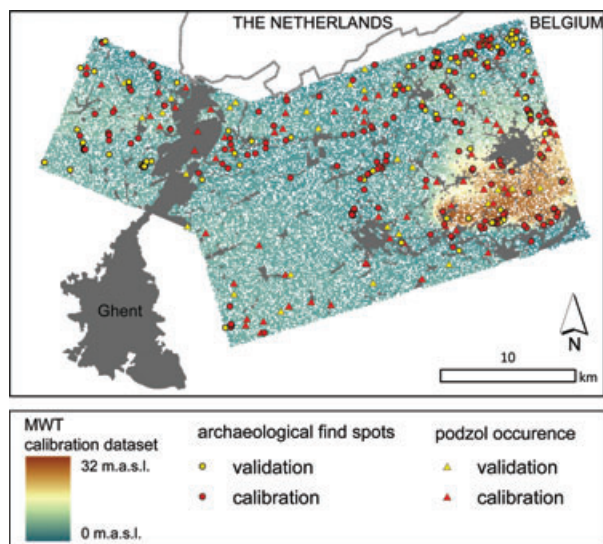 THE NETHERLANDS BELGIUM
Ghent
N
10
km
MWT
calibration dataset
32 m.a.s.l.
0 m.a.s.l.
archaeological find spots
validation
calibration
podzol occurence
validation
calibration